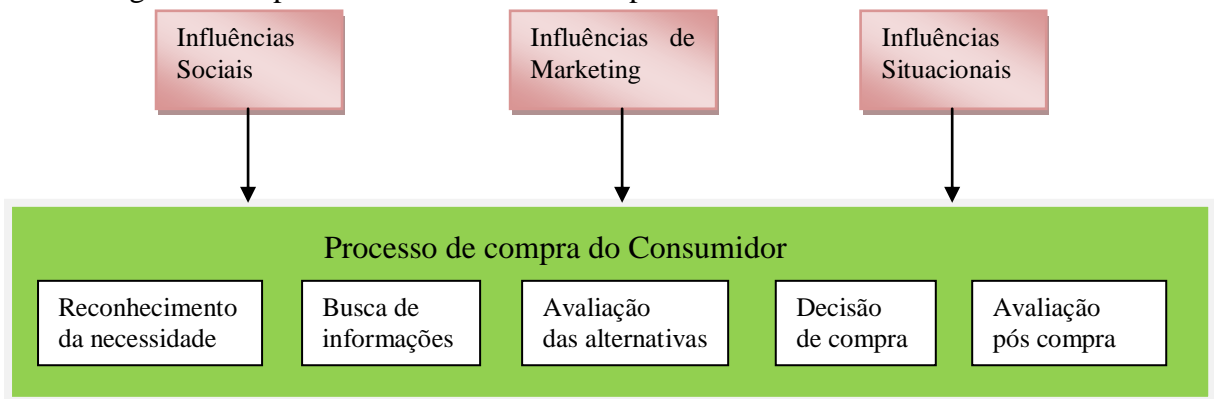 Influências
Sociais
Influências de
Marketing
Influências
Situacionais
Processo de compra do Consumidor
Reconhecimento
da necessidade
Busca de
informações
Avaliação
das alternativas
Decisão
de compra
Avaliação
pós compra